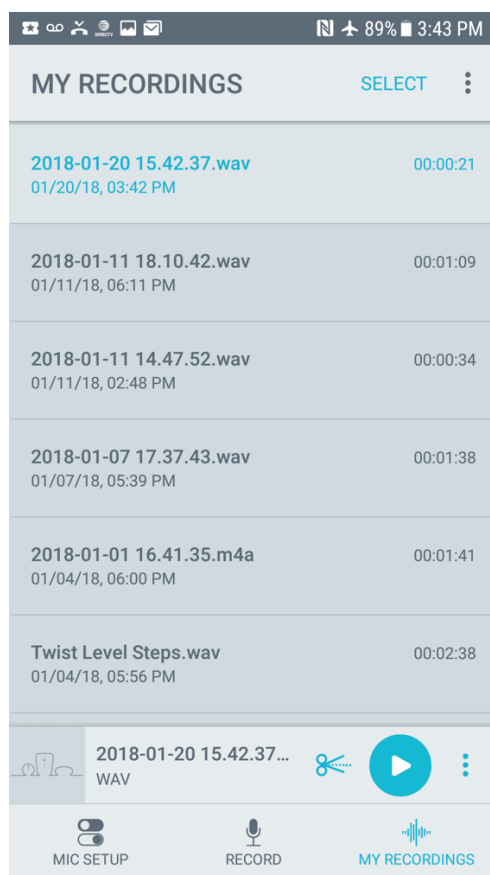 DIRECTV
N 89% 3:43 PM
MY RECORDINGS SELECT
2018-01-20 15.42.37.wav 00:00:21
01/20/18, 03:42 PM
2018-01-11 18.10.42.wav 00:01:09
01/11/18, 06:11 PM
2018-01-11 14.47.52.wav 00:00:34
01/11/18, 02:48 PM
2018-01-07 17.37.43.wav 00:01:38
01/07/18, 05:39 PM
2018-01-01 16.41.35.m4a 00:01:41
01/04/18, 06:00 PM
Twist Level Steps.wav 00:02:38
01/04/18, 05:56 PM
2018-01-20 15.42.37...
WAV
MIC SETUP RECORD MY RECORDINGS